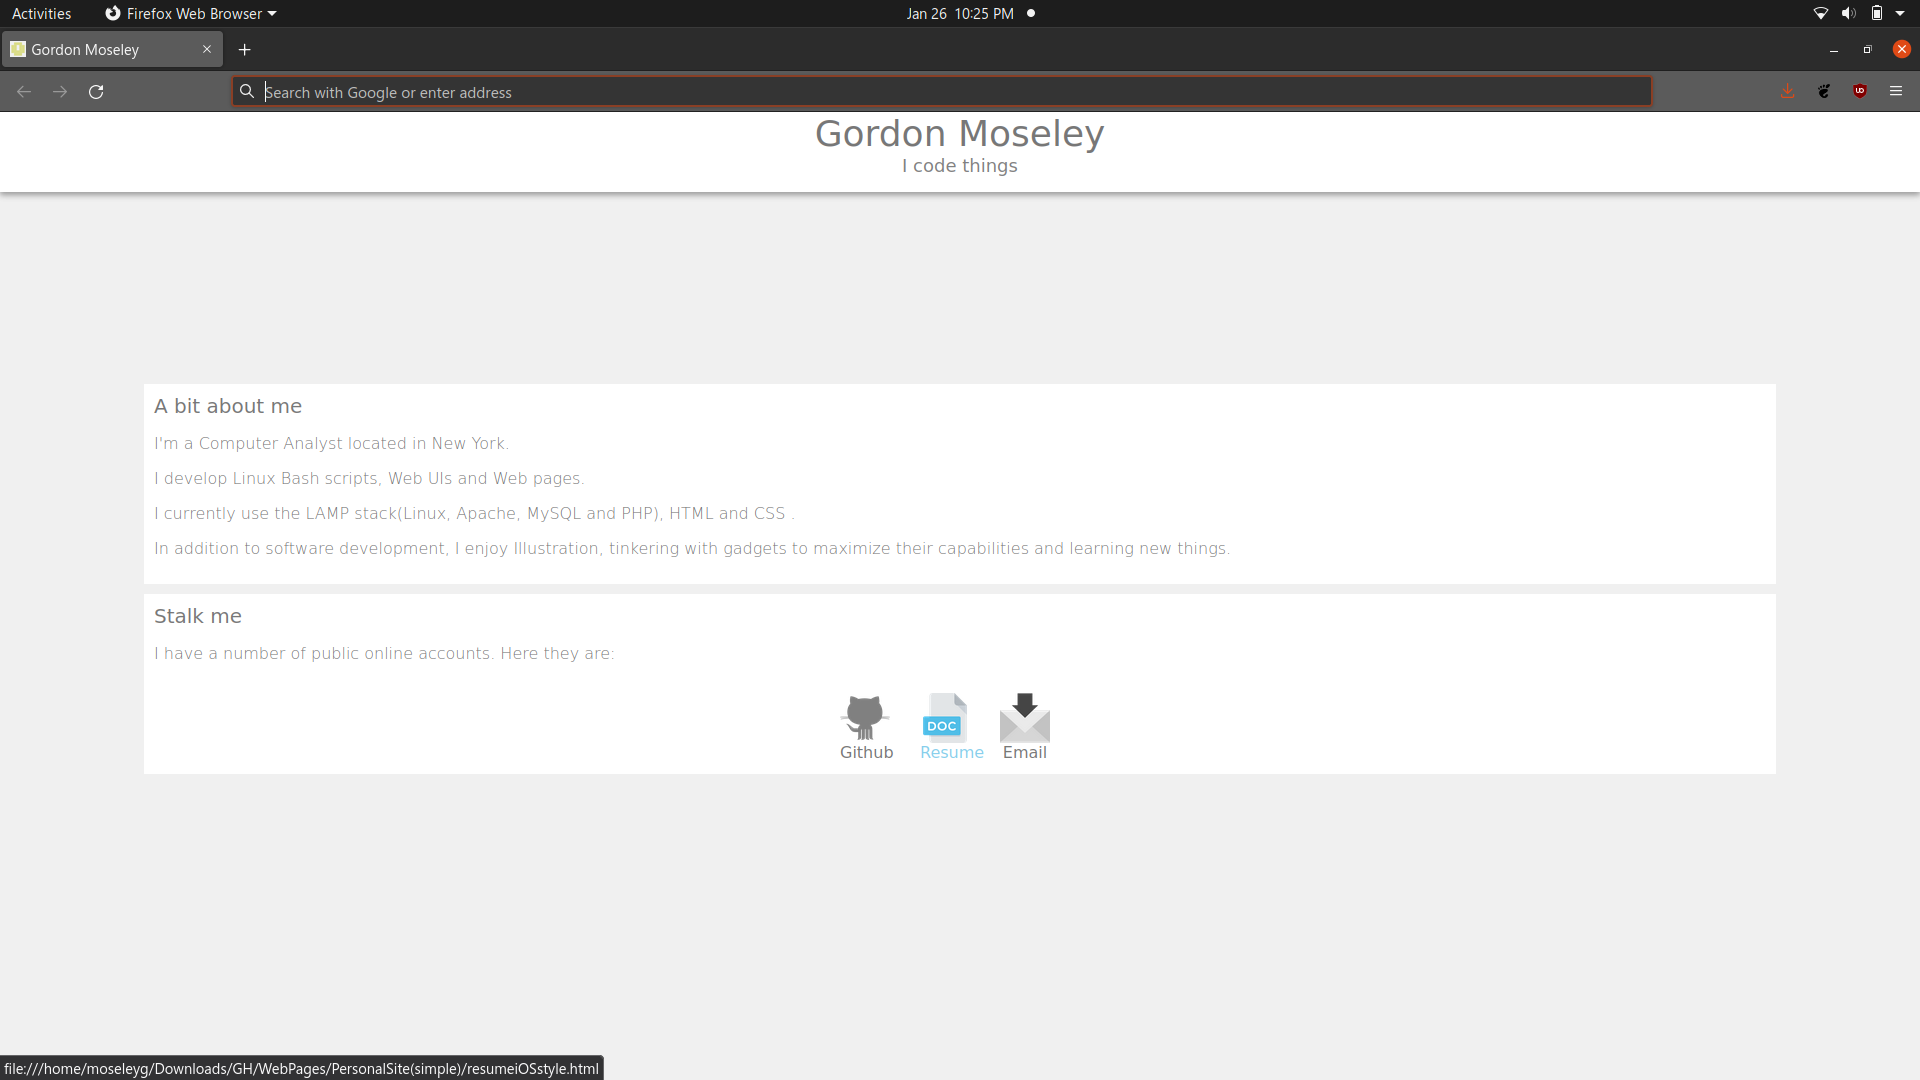 Activities Firefox Web Browser Jan 26 10:25 PM
Gordon Moseley
Search with Google or enter address
Gordon Moseley
I code things
A bit about me
I'm a Computer Analyst located in New York.
I develop Linux Bash scripts, Web UIs and Web pages.
I currently use the LAMP stack(Linux, Apache, MySQL and PHP), HTML and CSS .
In addition to software development, I enjoy Illustration, tinkering with gadgets to maximize their capabilities and learning new things.
Stalk me
I have a number of public online accounts. Here they are:
DOC
Github Resume Email
file:///home/moseleyg/Downloads/GH/WebPages/PersonalSite(simple)/resumeiOSstyle.html